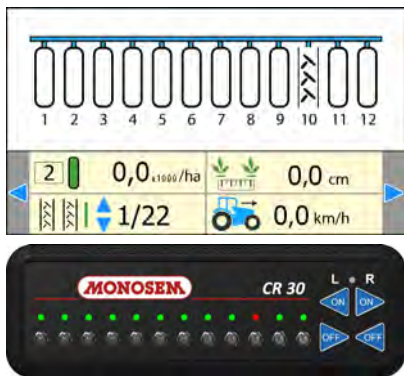 1 2 3 4 5 6 7 8 9 10 11 12
2 0,0 x1000/ha 0,0 cm
1/22 0,0 km/h
MONOSEM CR 30 L R
ON ON
OFF OFF